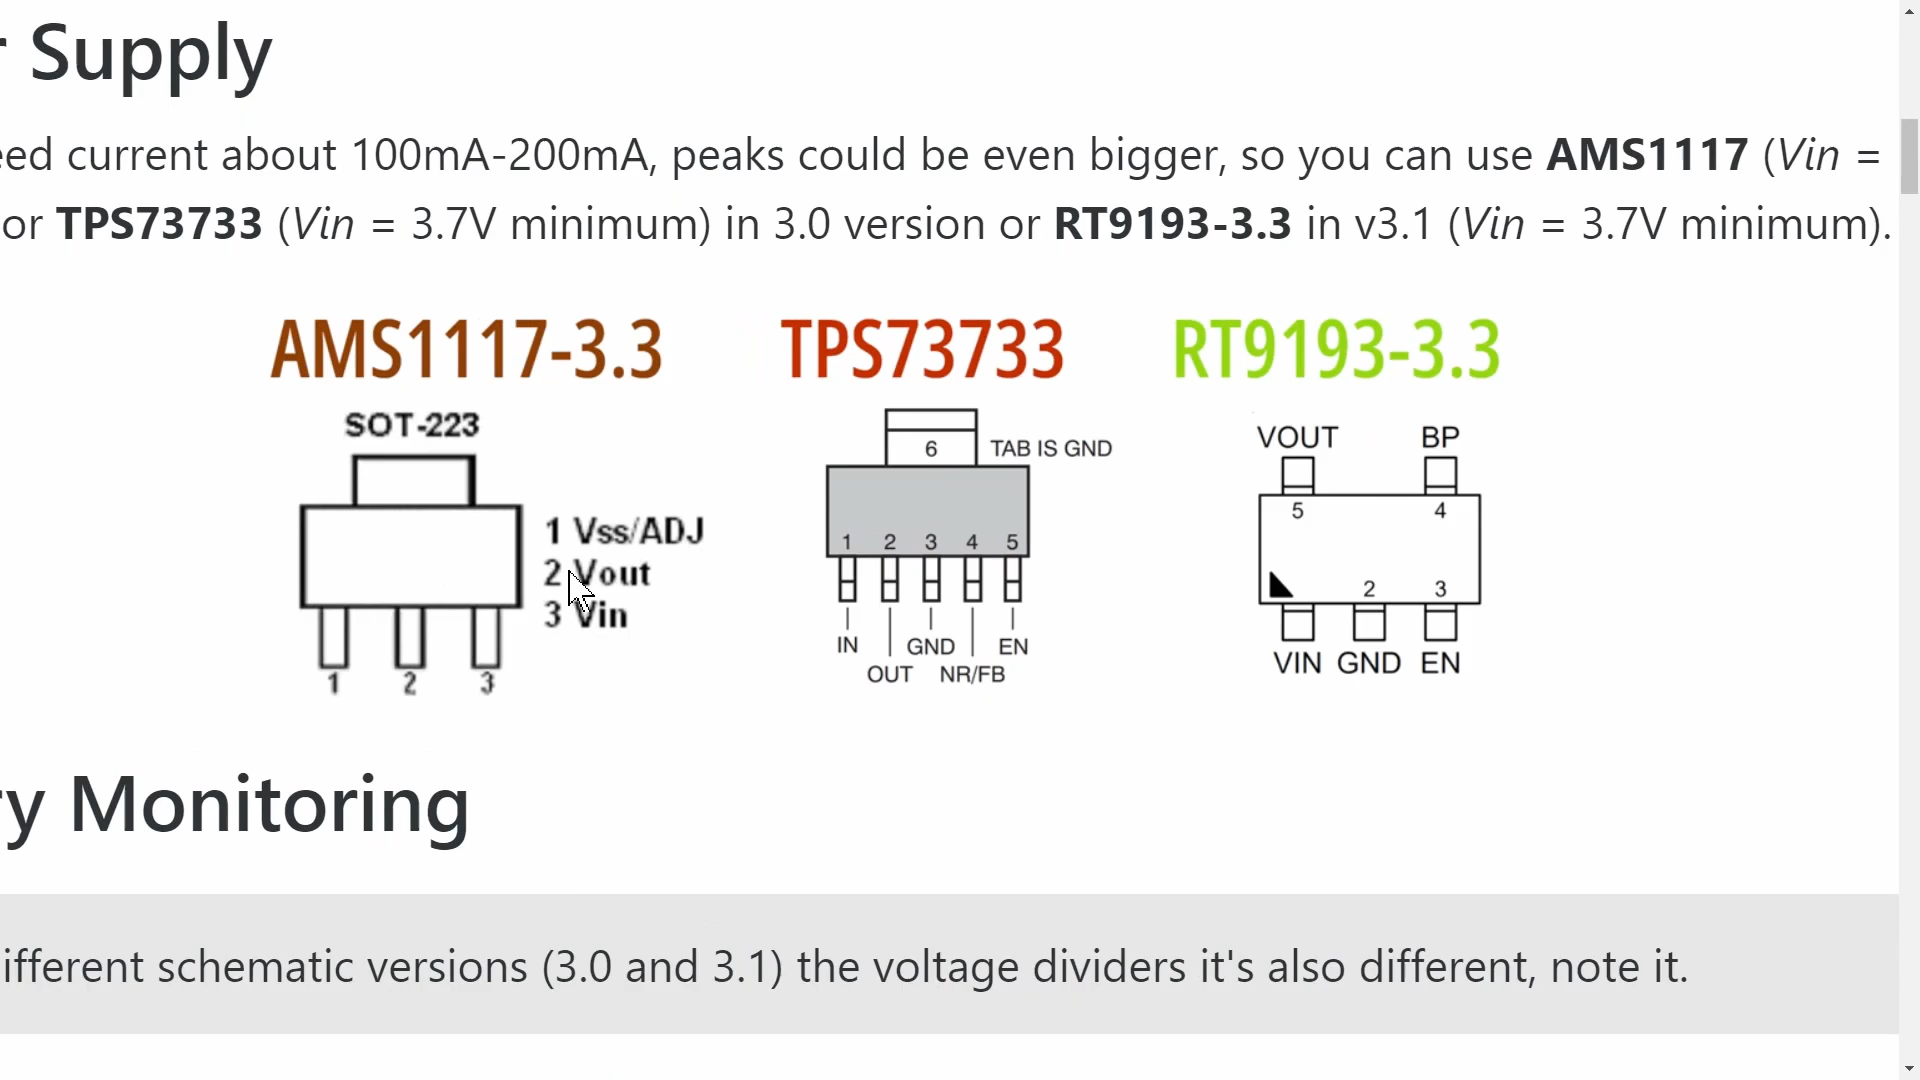 Supply
eed current about 100mA-200mA, peaks could be even bigger, so you can use AMS1117 (Vin =
or TPS73733 (Vin = 3.7V minimum) in 3.0 version or RT9193-3.3 in v3.1 (Vin = 3.7V minimum).
AMS1117-3.3 TPS73733 RT9193-3.3
SOT-223
1 Vss/ADJ
2 Vout
3 Vin
1 2 3
6 TAB IS GND
1 2 3 4 5
IN GND EN
OUT NR/FB
VOUT BP
5 4
2 3
VIN GND EN
ry Monitoring
ifferent schematic versions (3.0 and 3.1) the voltage dividers it's also different, note it.